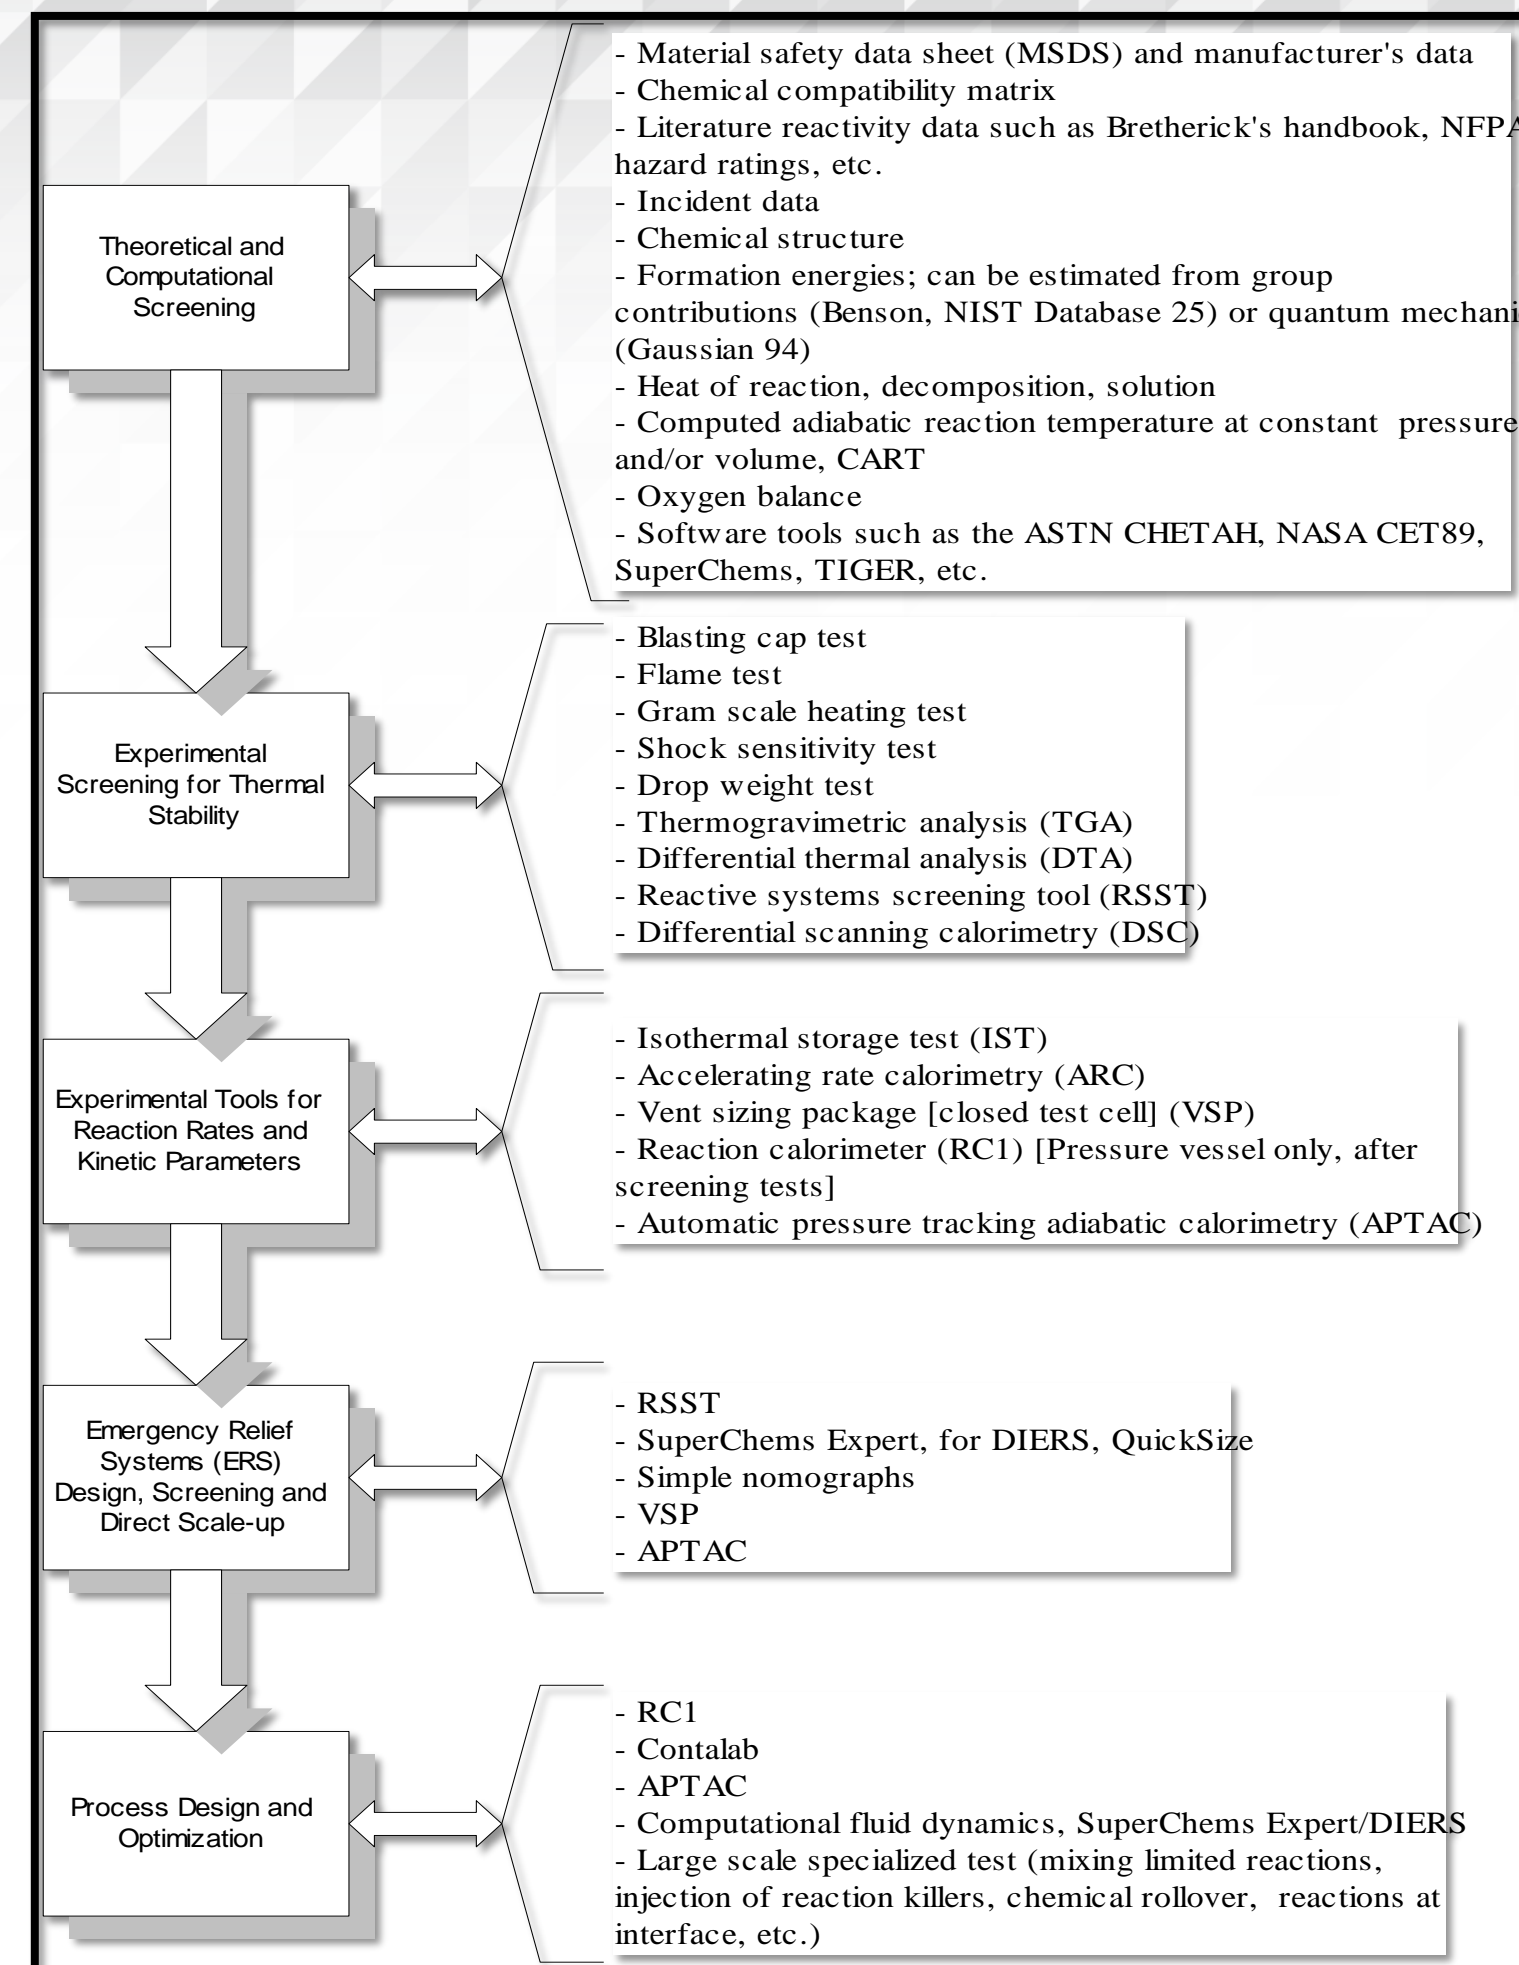 - Material safety data sheet (MSDS) and manufacturer's data
- Chemical compatibility matrix
- Literature reactivity data such as Bretherick's handbook, NFPA
hazard ratings, etc.
- Incident data
- Chemical structure
- Formation energies; can be estimated from group
contributions (Benson, NIST Database 25) or quantum mechani
(Gaussian 94)
- Heat of reaction, decomposition, solution
- Computed adiabatic reaction temperature at constant pressure
and/or volume, CART
- Oxygen balance
- Software tools such as the ASTN CHETAH, NASA CET89,
SuperChems, TIGER, etc.
Theoretical and
Computational
Screening
- Blasting cap test
- Flame test
- Gram scale heating test
- Shock sensitivity test
- Drop weight test
- Thermogravimetric analysis (TGA)
- Differential thermal analysis (DTA)
- Reactive systems screening tool (RSST)
- Differential scanning calorimetry (DSC)
Experimental
Screening for Thermal
Stability
- Isothermal storage test (IST)
- Accelerating rate calorimetry (ARC)
- Vent sizing package [closed test cell] (VSP)
- Reaction calorimeter (RC1) [Pressure vessel only, after
screening tests]
- Automatic pressure tracking adiabatic calorimetry (APTAC)
Experimental Tools for
Reaction Rates and
Kinetic Parameters
- RSST
- SuperChems Expert, for DIERS, QuickSize
- Simple nomographs
- VSP
- APTAC
Emergency Relief
Systems (ERS)
Design, Screening and
Direct Scale-up
- RC1
- Contalab
- APTAC
- Computational fluid dynamics, SuperChems Expert/DIERS
- Large scale specialized test (mixing limited reactions,
injection of reaction killers, chemical rollover, reactions at
interface, etc.)
Process Design and
Optimization